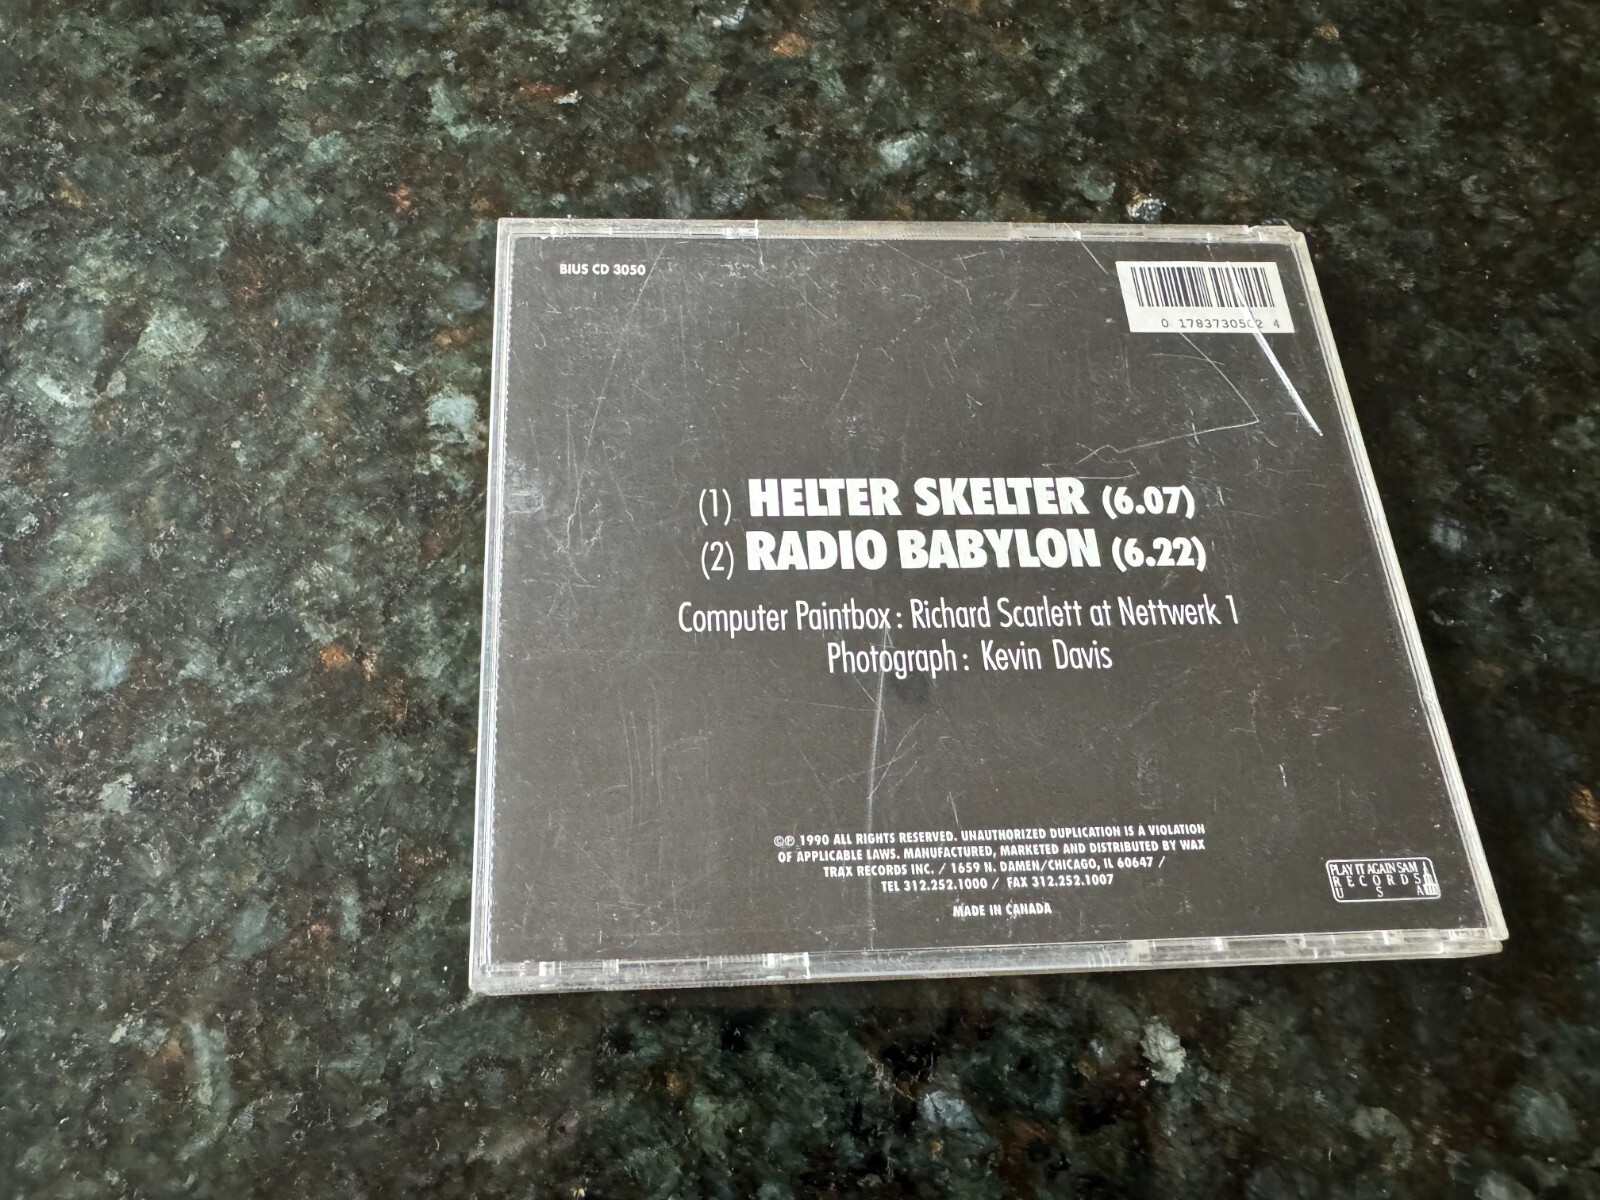 BIUS CD 3050
0 1783730502 4
(1) HELTER SKELTER (6.07)
(2) RADIO BABYLON (6.22)
Computer Paintbox : Richard Scarlett at Nettwerk 1
Photograph : Kevin Davis
©℗ 1990 ALL RIGHTS RESERVED. UNAUTHORIZED DUPLICATION IS A VIOLATION
OF APPLICABLE LAWS. MANUFACTURED, MARKETED AND DISTRIBUTED BY WAX
TRAX RECORDS INC. / 1659 N. DAMEN/CHICAGO, IL 60647 /
TEL 312.252.1000 / FAX 312.252.1007
MADE IN CANADA
PLAY IT AGAIN SAM
RECORDS
USA